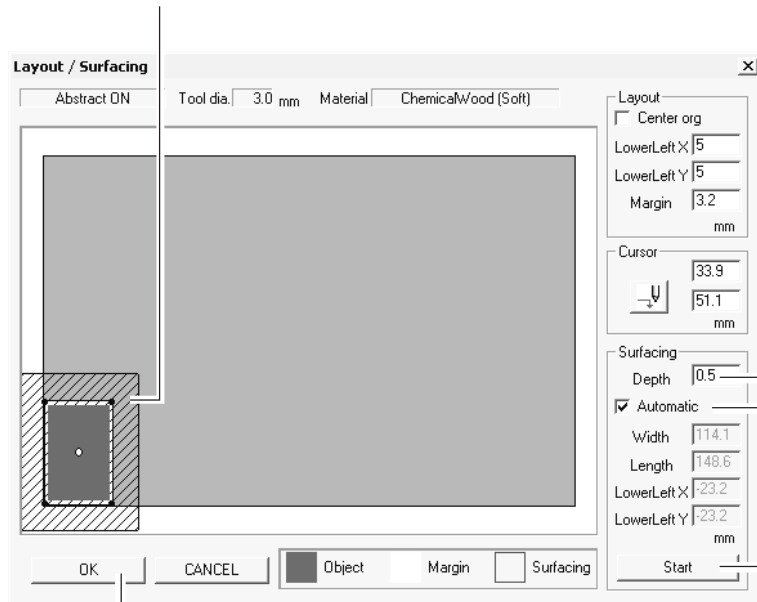 Layout / Surfacing
Abstract ON Tool dia. 3.0 mm Material ChemicalWood (Soft)
Layout
Center org
LowerLeft X 5
LowerLeft Y 5
Margin 3.2
mm
Cursor
33.9
51.1
mm
Surfacing
Depth 0.5
Automatic
Width 114.1
Length 148.6
LowerLeft X -23.2
LowerLeft Y -23.2
mm
Start
OK CANCEL Object Margin Surfacing